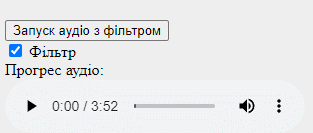 Запуск аудіо з фільтром
Фільтр
Прогрес аудіо:
0:00 / 3:52